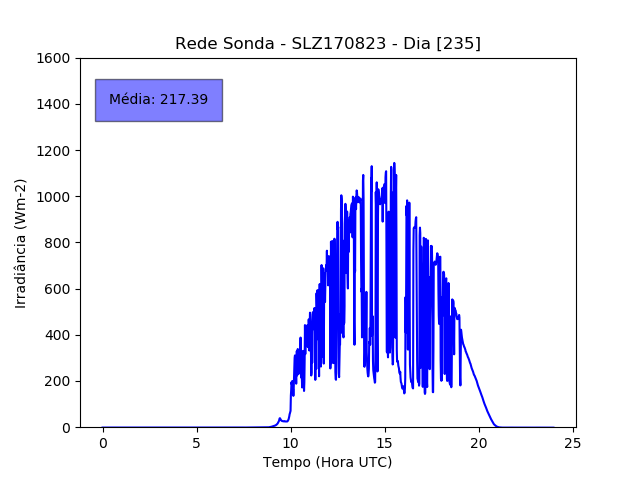 Rede Sonda - SLZ170823 - Dia [235]
1600
1400
1200
1000
800
600
400
200
0
Média: 217.39
Irradiância (Wm-2)
0 5 10 15 20 25
Tempo (Hora UTC)